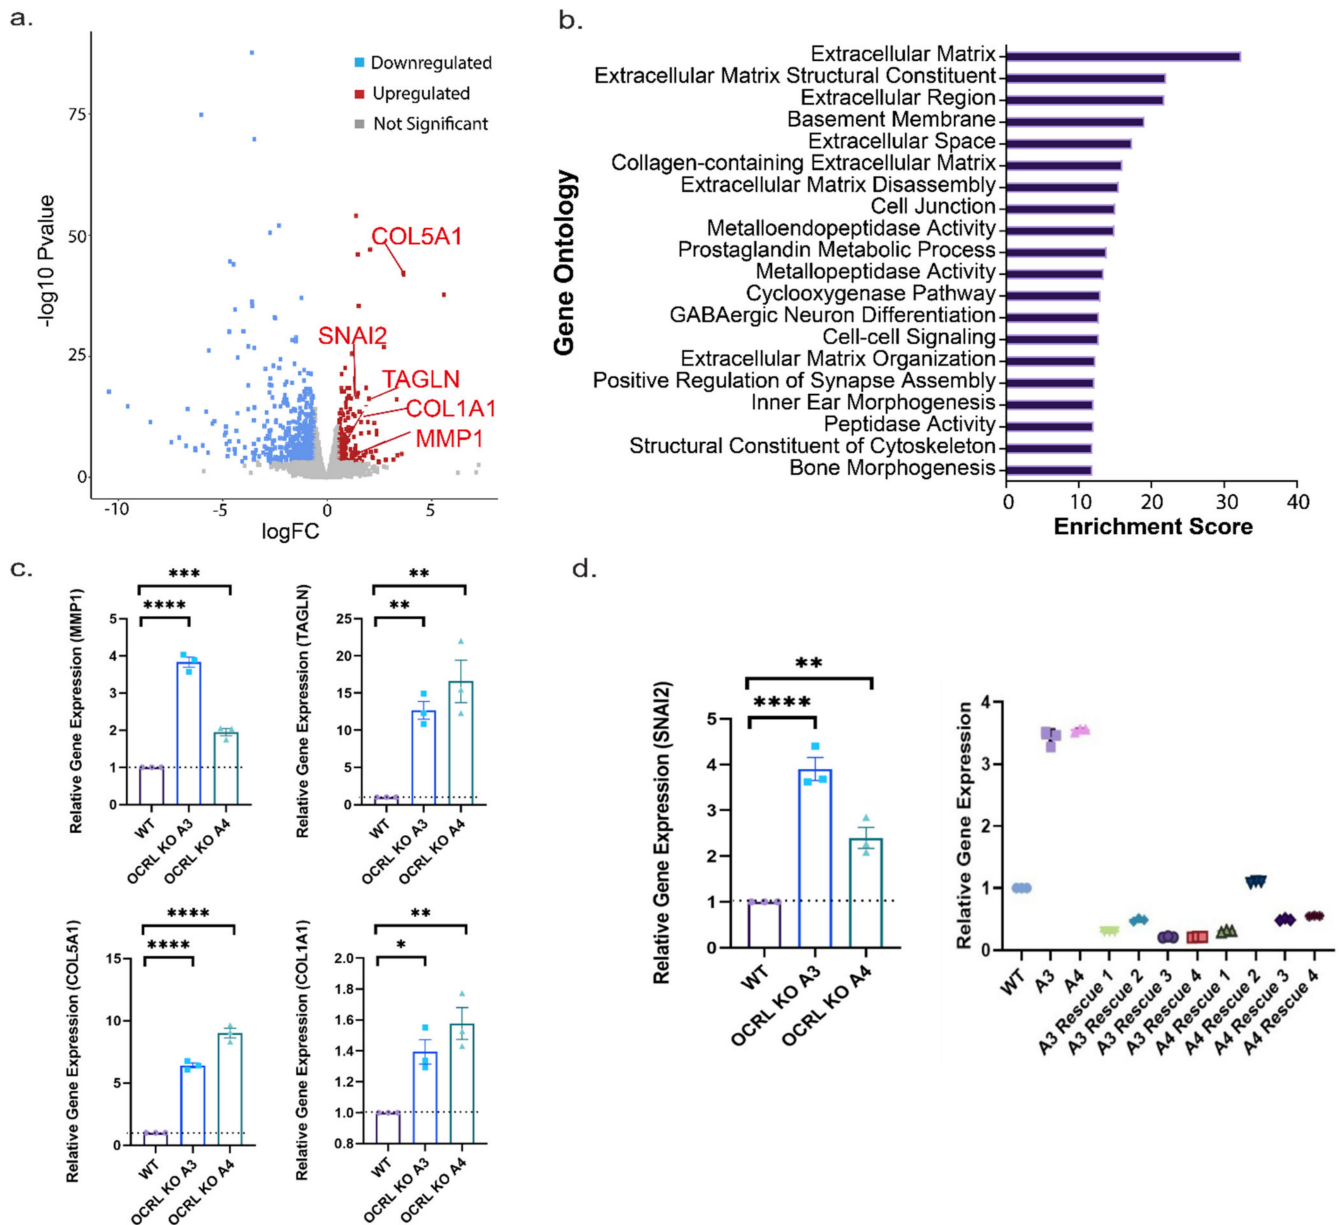 a.
75
50
25
0
-10
-5
0
5
-log10 Pvalue
logFC
Downregulated
Upregulated
Not Significant
COL5A1
SNAI2
TAGLN
COL1A1
MMP1
b.
Gene Ontology
Extracellular Matrix
Extracellular Matrix Structural Constituent
Extracellular Region
Basement Membrane
Extracellular Space
Collagen-containing Extracellular Matrix
Extracellular Matrix Disassembly
Cell Junction
Metalloendopeptidase Activity
Prostaglandin Metabolic Process
Metallopeptidase Activity
Cyclooxygenase Pathway
GABAergic Neuron Differentiation
Cell-cell Signaling
Extracellular Matrix Organization
Positive Regulation of Synapse Assembly
Inner Ear Morphogenesis
Peptidase Activity
Structural Constituent of Cytoskeleton
Bone Morphogenesis
0 10 20 30 40
Enrichment Score
c.
Relative Gene Expression (MMP1)
5
4
3
2
1
0
***
****
WT
OCRL KO A3
OCRL KO A4
Relative Gene Expression (TAGLN)
25
20
15
10
5
0
**
**
WT
OCRL KO A3
OCRL KO A4
Relative Gene Expression (COL5A1)
15
10
5
0
****
****
WT
OCRL KO A3
OCRL KO A4
Relative Gene Expression (COL1A1)
2.0
1.8
1.6
1.4
1.2
1.0
0.8
**
*
WT
OCRL KO A3
OCRL KO A4
d.
Relative Gene Expression (SNAI2)
5
4
3
2
1
0
**
****
WT
OCRL KO A3
OCRL KO A4
Relative Gene Expression
4
3
2
1
0
WT
A3
A4
A3 Rescue 1
A3 Rescue 2
A3 Rescue 3
A3 Rescue 4
A4 Rescue 1
A4 Rescue 2
A4 Rescue 3
A4 Rescue 4